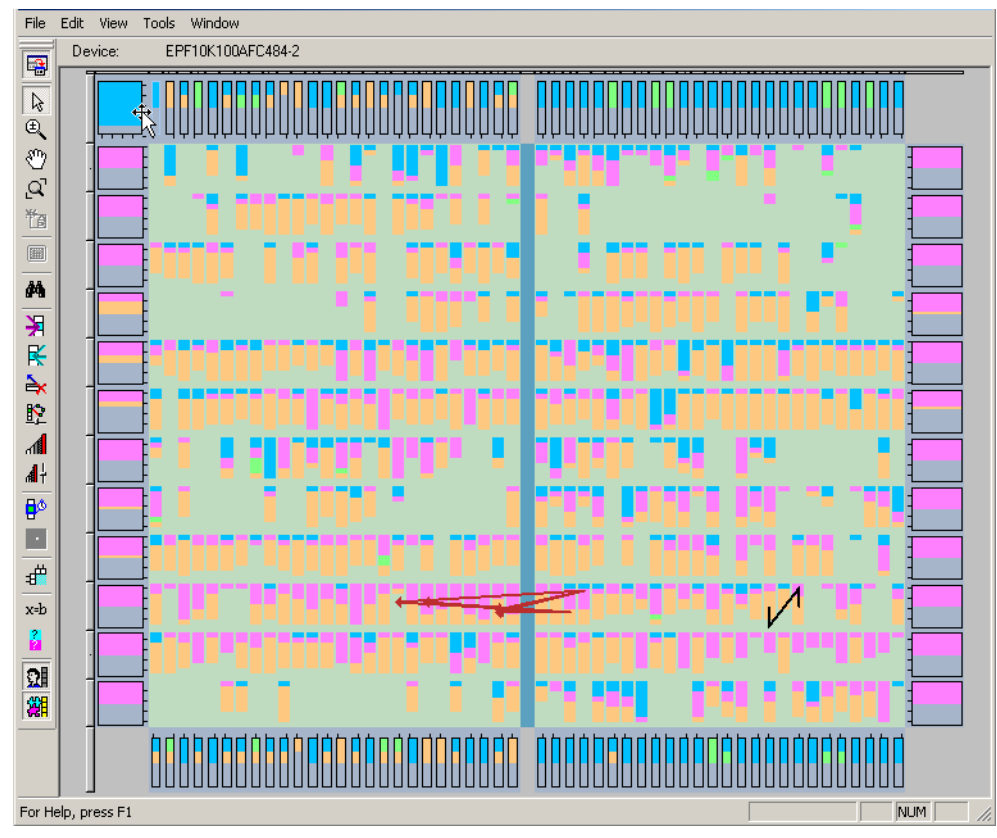 File Edit View Tools Window
Device: EPF10K100AFC484-2
x=b
? ?
For Help, press F1
NUM